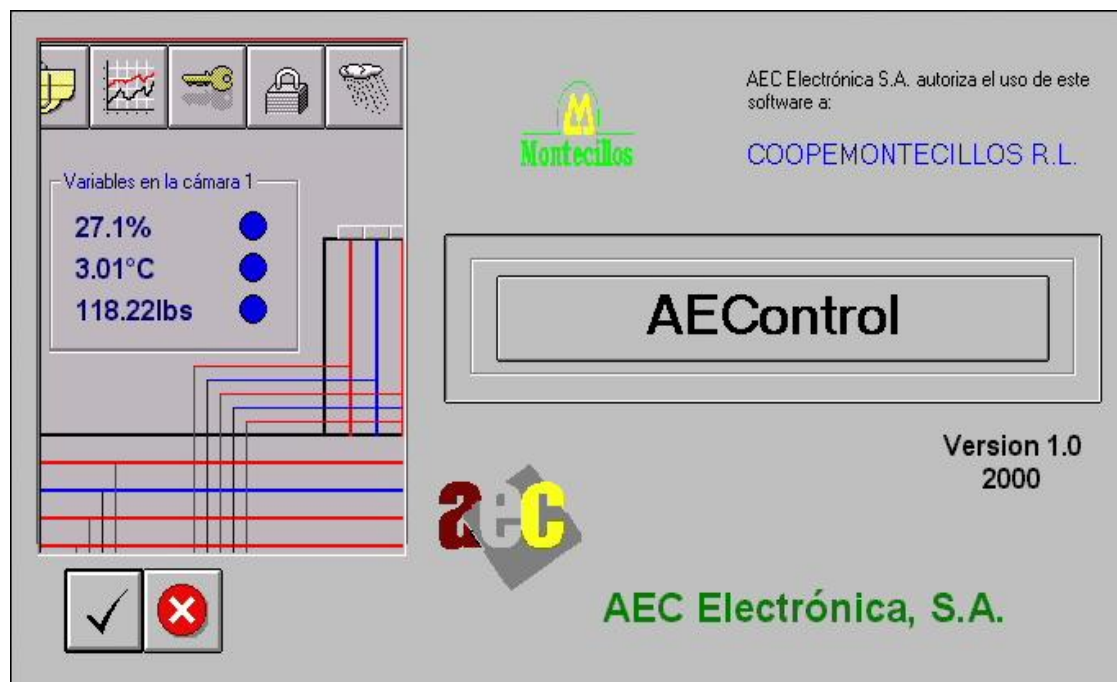 Variables en la cámara 1
27.1%
3.01°C
118.22lbs
Montecillos
AEC Electrónica S.A. autoriza el uso de este
software a:
COOPEMONTECILLOS R.L.
AEControl
Version 1.0
2000
aec
AEC Electrónica, S.A.